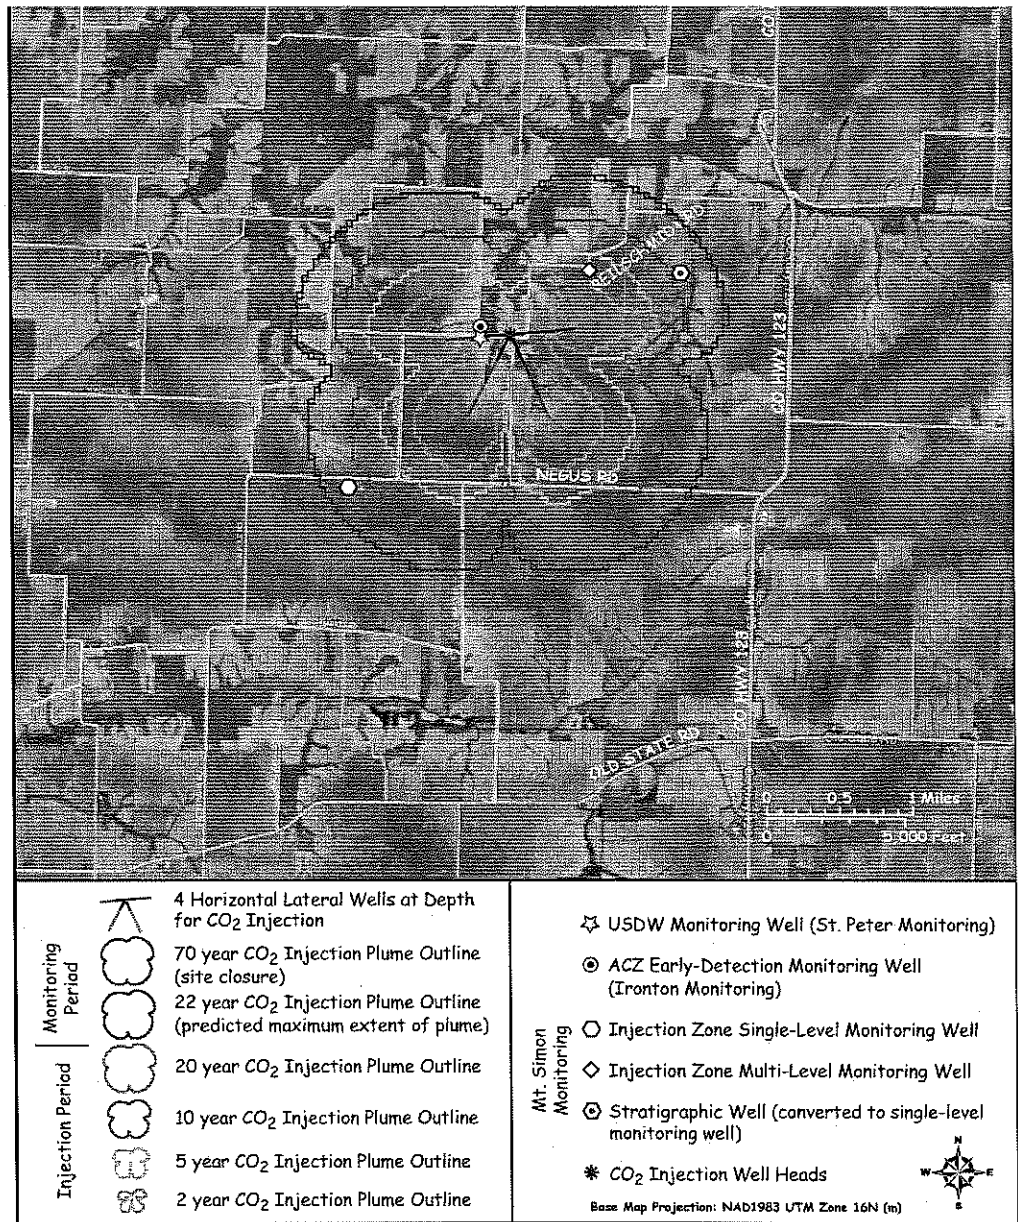 CO
BEILSCHMIDT RD
CO HWY 123
NEGUS RD
CO HWY 123
OLD STATE RD
0 0.5 1 Miles
0 5,000 Feet
Monitoring Period
Injection Period
4 Horizontal Lateral Wells at Depth
for CO2 Injection
70 year CO2 Injection Plume Outline
(site closure)
22 year CO2 Injection Plume Outline
(predicted maximum extent of plume)
20 year CO2 Injection Plume Outline
10 year CO2 Injection Plume Outline
5 year CO2 Injection Plume Outline
2 year CO2 Injection Plume Outline
USDW Monitoring Well (St. Peter Monitoring)
ACZ Early-Detection Monitoring Well
(Ironton Monitoring)
Mt. Simon
Monitoring
Injection Zone Single-Level Monitoring Well
Injection Zone Multi-Level Monitoring Well
Stratigraphic Well (converted to single-level
monitoring well)
CO2 Injection Well Heads
N
W E
S
Base Map Projection: NAD1983 UTM Zone 16N (m)